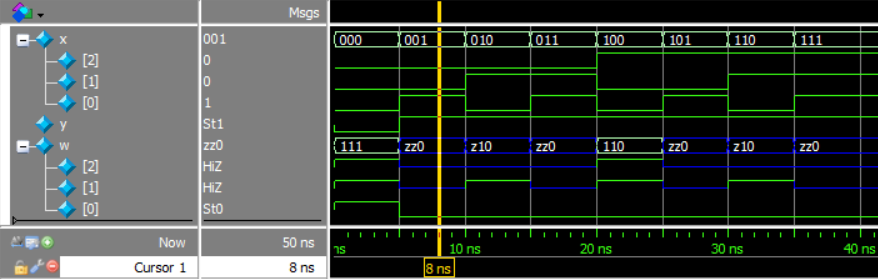 Msgs
x 001 000 001 010 011 100 101 110 111
[2] 0
[1] 0
[0] 1
y St1
w zz0 111 zz0 z10 zz0 110 zz0 z10 zz0
[2] HiZ
[1] HiZ
[0] St0
Now 50 ns ns 10 ns 20 ns 30 ns 40 ns
Cursor 1 8 ns 8 ns